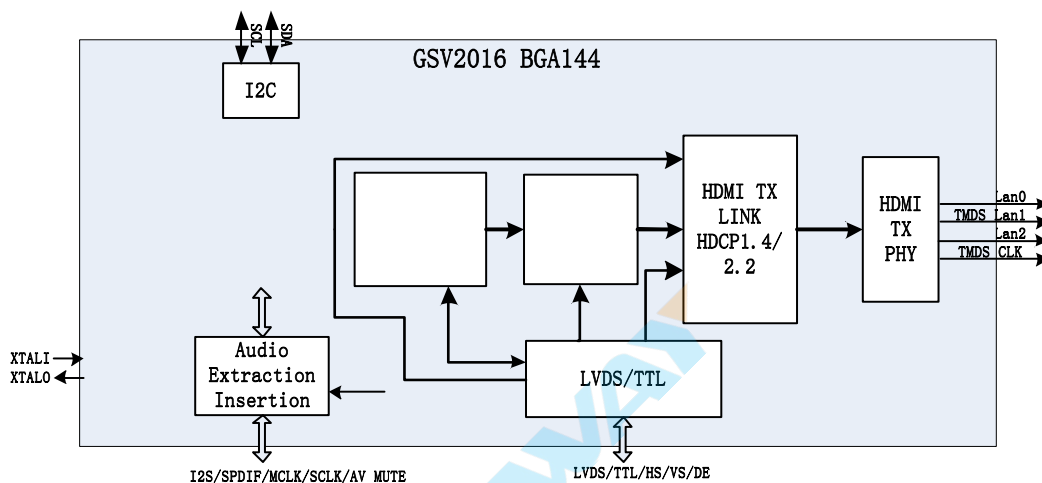 SCL
SDA
GSV2016 BGA144
I2C
HDMI TX
LINK
HDCP1.4/
2.2
HDMI
TX
PHY
Lan0
TMDS Lan1
Lan2
TMDS CLK
XTALI
XTALO
Audio
Extraction
Insertion
LVDS/TTL
I2S/SPDIF/MCLK/SCLK/AV MUTE
LVDS/TTL/HS/VS/DE
WAY